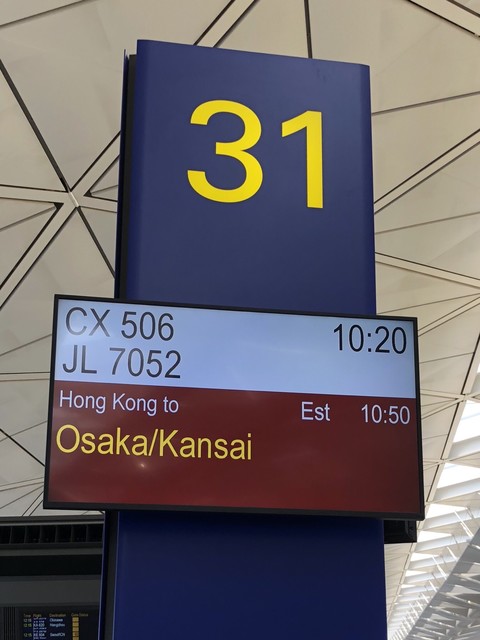 31
CX 506 10:20
JL 7052
Hong Kong to Est 10:50
Osaka/Kansai